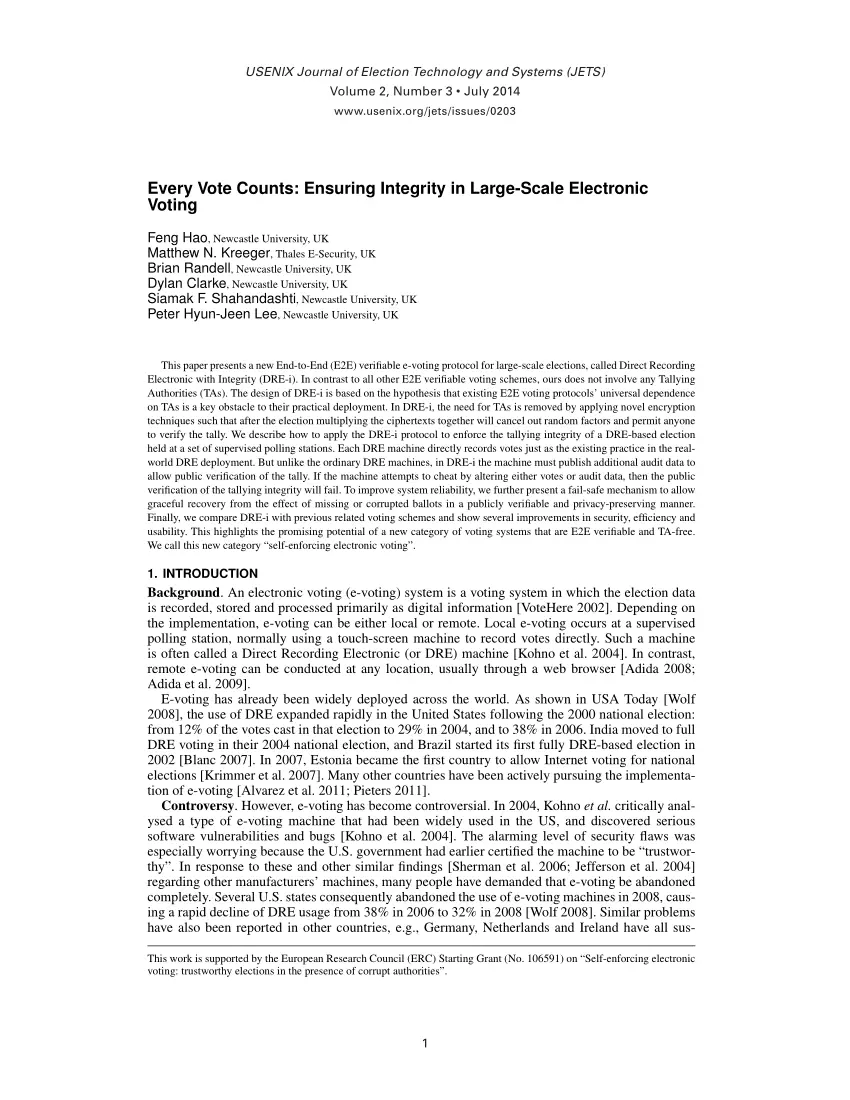 USENIX Journal of Election Technology and Systems (JETS)
Volume 2, Number 3 • July 2014
www.usenix.org/jets/issues/0203
Every Vote Counts: Ensuring Integrity in Large-Scale Electronic
Voting
Feng Hao, Newcastle University, UK
Matthew N. Kreeger, Thales E-Security, UK
Brian Randell, Newcastle University, UK
Dylan Clarke, Newcastle University, UK
Siamak F. Shahandashti, Newcastle University, UK
Peter Hyun-Jeen Lee, Newcastle University, UK
This paper presents a new End-to-End (E2E) verifiable e-voting protocol for large-scale elections, called Direct Recording
Electronic with Integrity (DRE-i). In contrast to all other E2E verifiable voting schemes, ours does not involve any Tallying
Authorities (TAs). The design of DRE-i is based on the hypothesis that existing E2E voting protocols’ universal dependence
on TAs is a key obstacle to their practical deployment. In DRE-i, the need for TAs is removed by applying novel encryption
techniques such that after the election multiplying the ciphertexts together will cancel out random factors and permit anyone
to verify the tally. We describe how to apply the DRE-i protocol to enforce the tallying integrity of a DRE-based election
held at a set of supervised polling stations. Each DRE machine directly records votes just as the existing practice in the real-
world DRE deployment. But unlike the ordinary DRE machines, in DRE-i the machine must publish additional audit data to
allow public verification of the tally. If the machine attempts to cheat by altering either votes or audit data, then the public
verification of the tallying integrity will fail. To improve system reliability, we further present a fail-safe mechanism to allow
graceful recovery from the effect of missing or corrupted ballots in a publicly verifiable and privacy-preserving manner.
Finally, we compare DRE-i with previous related voting schemes and show several improvements in security, efficiency and
usability. This highlights the promising potential of a new category of voting systems that are E2E verifiable and TA-free.
We call this new category “self-enforcing electronic voting”.
1. INTRODUCTION
Background. An electronic voting (e-voting) system is a voting system in which the election data
is recorded, stored and processed primarily as digital information [VoteHere 2002]. Depending on
the implementation, e-voting can be either local or remote. Local e-voting occurs at a supervised
polling station, normally using a touch-screen machine to record votes directly. Such a machine
is often called a Direct Recording Electronic (or DRE) machine [Kohno et al. 2004]. In contrast,
remote e-voting can be conducted at any location, usually through a web browser [Adida 2008;
Adida et al. 2009].
E-voting has already been widely deployed across the world. As shown in USA Today [Wolf
2008], the use of DRE expanded rapidly in the United States following the 2000 national election:
from 12% of the votes cast in that election to 29% in 2004, and to 38% in 2006. India moved to full
DRE voting in their 2004 national election, and Brazil started its first fully DRE-based election in
2002 [Blanc 2007]. In 2007, Estonia became the first country to allow Internet voting for national
elections [Krimmer et al. 2007]. Many other countries have been actively pursuing the implementa-
tion of e-voting [Alvarez et al. 2011; Pieters 2011].
Controversy. However, e-voting has become controversial. In 2004, Kohno et al. critically anal-
ysed a type of e-voting machine that had been widely used in the US, and discovered serious
software vulnerabilities and bugs [Kohno et al. 2004]. The alarming level of security flaws was
especially worrying because the U.S. government had earlier certified the machine to be “trustwor-
thy”. In response to these and other similar findings [Sherman et al. 2006; Jefferson et al. 2004]
regarding other manufacturers’ machines, many people have demanded that e-voting be abandoned
completely. Several U.S. states consequently abandoned the use of e-voting machines in 2008, caus-
ing a rapid decline of DRE usage from 38% in 2006 to 32% in 2008 [Wolf 2008]. Similar problems
have also been reported in other countries, e.g., Germany, Netherlands and Ireland have all sus-
This work is supported by the European Research Council (ERC) Starting Grant (No. 106591) on “Self-enforcing electronic
voting: trustworthy elections in the presence of corrupt authorities”.
1